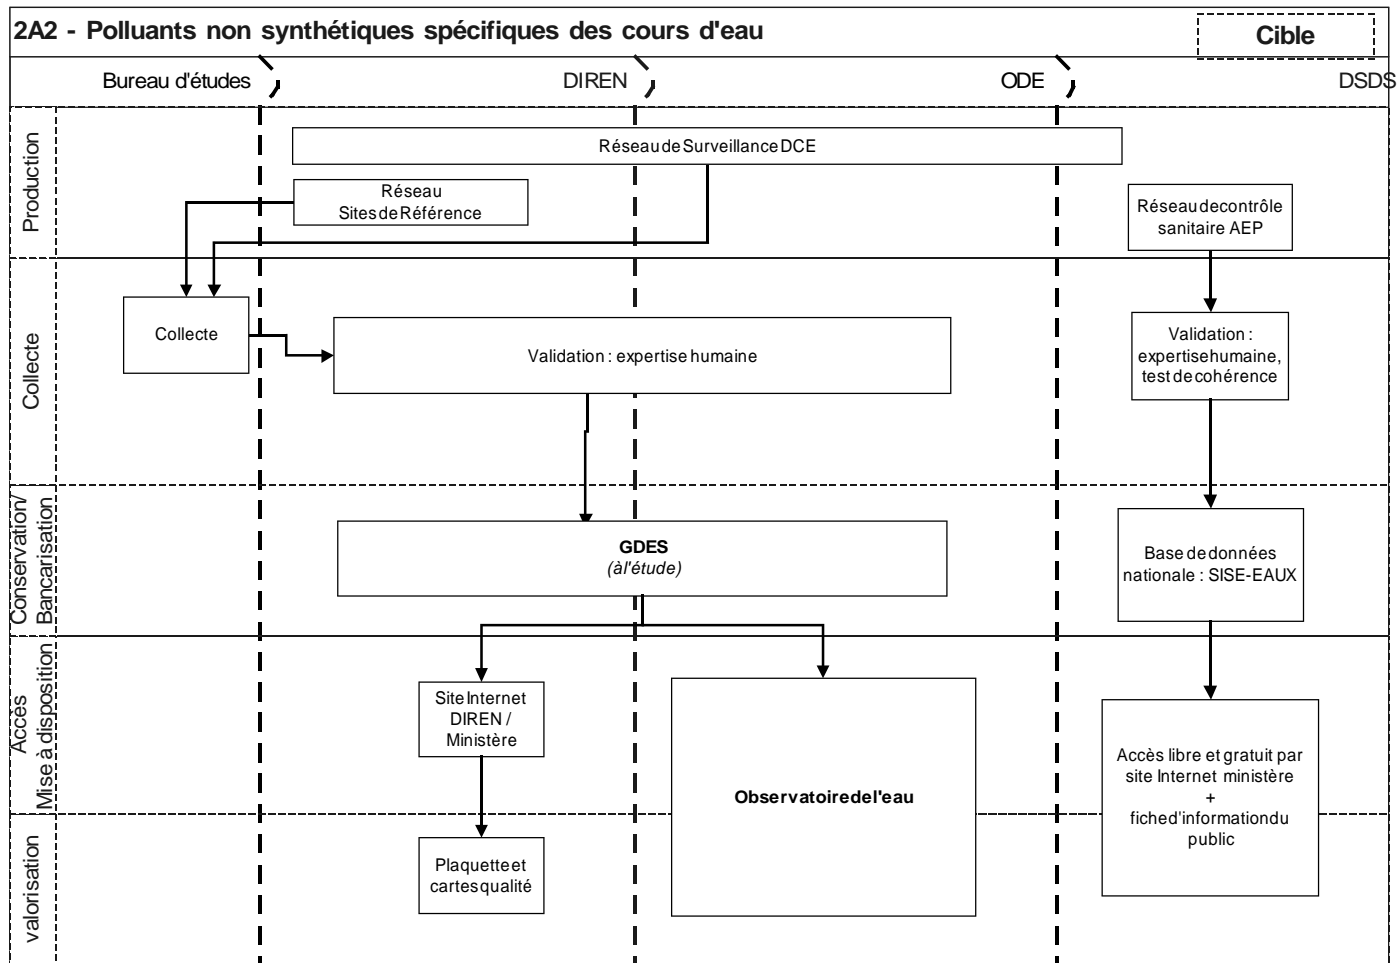 2A2 - Polluants non synthétiques spécifiques des cours d'eau
Cible
Bureau d'études
DIREN
ODE
DSDS
Production
Réseau de Surveillance DCE
Réseau
Sites de Référence
Réseau de contrôle
sanitaire AEP
Collecte
Collecte
Validation : expertise humaine
Validation :
expertise humaine,
test de cohérence
Conservation/
Bancarisation
GDES
(à l'étude)
Base de données
nationale : SISE-EAUX
Accès
Mise à disposition
Site Internet
DIREN /
Ministère
Observatoire de l'eau
Accès libre et gratuit par
site Internet ministère
+
fiche d'information du
public
valorisation
Plaquette et
cartes qualité